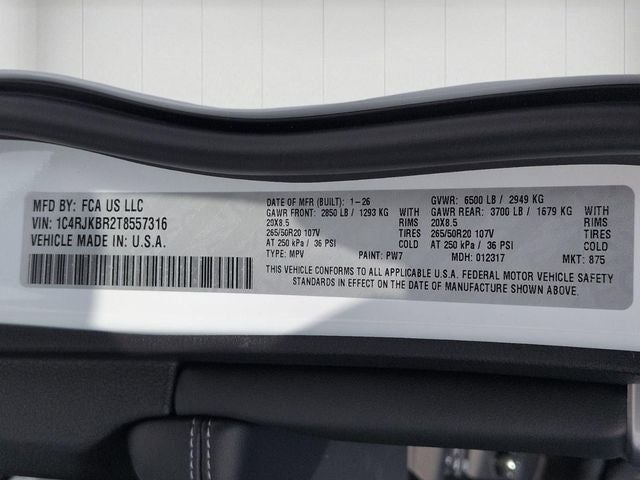 MFD BY: FCA US LLC
VIN: 1C4RJKBR2T8557316
VEHICLE MADE IN U.S.A.
DATE OF MFR (BUILT): 1-26 GVWR: 6500 LB / 2949 KG
GAWR FRONT: 2850 LB / 1293 KG WITH GAWR REAR: 3700 LB / 1679 KG WITH
20X8.5 RIMS 20X8.5 RIMS
265/50R20 107V TIRES 265/50R20 107V TIRES
AT 250 kPa / 36 PSI COLD AT 250 kPa / 36 PSI COLD
TYPE: MPV PAINT: PW7 MDH: 012317 MKT: 875
THIS VEHICLE CONFORMS TO ALL APPLICABLE U.S.A. FEDERAL MOTOR VEHICLE SAFETY
STANDARDS IN EFFECT ON THE DATE OF MANUFACTURE SHOWN ABOVE.